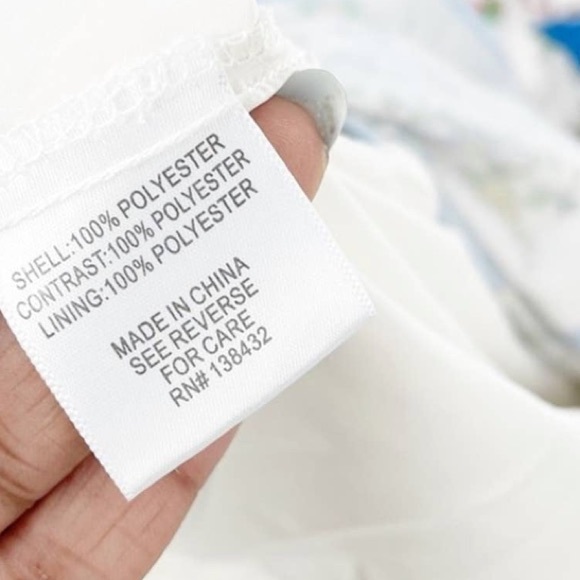 SHELL:100% POLYESTER
CONTRAST:100% POLYESTER
LINING:100% POLYESTER
MADE IN CHINA
SEE REVERSE
FOR CARE
RN# 138432